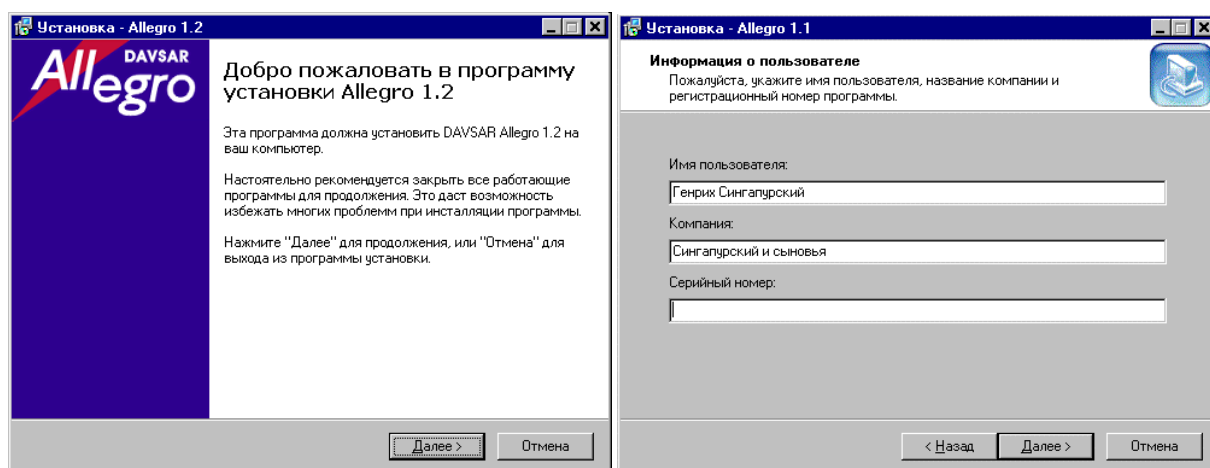 Установка - Allegro 1.2
DAVSAR
Allegro
Добро пожаловать в программу
установки Allegro 1.2
Эта программа должна установить DAVSAR Allegro 1.2 на
ваш компьютер.
Настоятельно рекомендуется закрыть все работающие
программы для продолжения. Это даст возможность
избежать многих проблемм при инсталляции программы.
Нажмите "Далее" для продолжения, или "Отмена" для
выхода из программы установки.
Далее >
Отмена
Установка - Allegro 1.1
Информация о пользователе
Пожалуйста, укажите имя пользователя, название компании и
регистрационный номер программы.
Имя пользователя:
Генрих Сингапурский
Компания:
Сингапурский и сыновья
Серийный номер:
< Назад
Далее >
Отмена